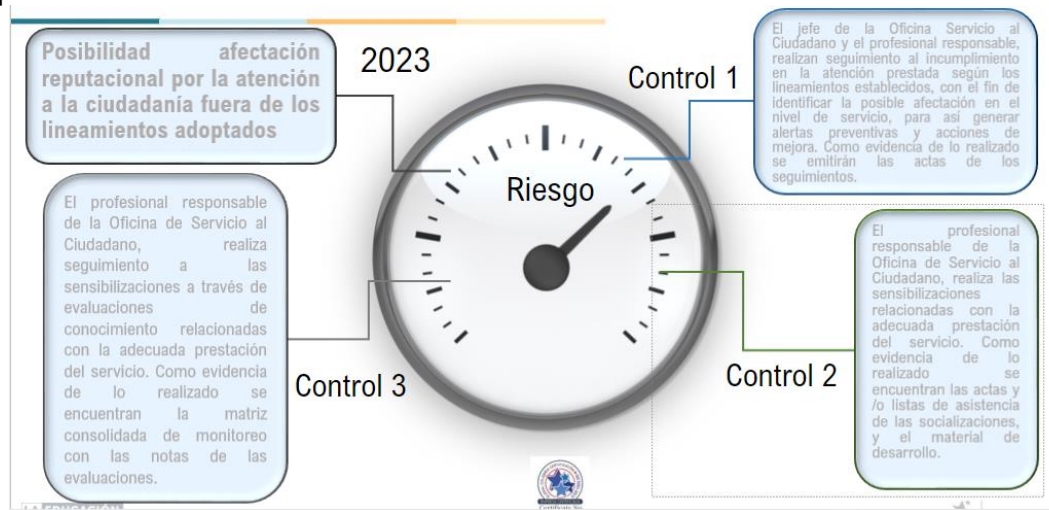 Posibilidad afectación
reputacional por la atención
a la ciudadanía fuera de los
lineamientos adoptados
2023
Riesgo
Control 1
El jefe de la Oficina Servicio al
Ciudadano y el profesional responsable,
realizan seguimiento al incumplimiento
en la atención prestada según los
lineamientos establecidos, con el fin de
identificar la posible afectación en el
nivel de servicio, para así generar
alertas preventivas y acciones de
mejora. Como evidencia de lo realizado
se emitirán las actas de los
seguimientos.
Control 2
El profesional
responsable de la
Oficina de Servicio al
Ciudadano, realiza las
sensibilizaciones
relacionadas con la
adecuada prestación
del servicio. Como
evidencia de lo
realizado se
encuentran las actas y
/o listas de asistencia
de las socializaciones,
y el material de
desarrollo.
Control 3
El profesional responsable
de la Oficina de Servicio al
Ciudadano, realiza
seguimiento a las
sensibilizaciones a través de
evaluaciones de
conocimiento relacionadas
con la adecuada prestación
del servicio. Como evidencia
de lo realizado se
encuentran la matriz
consolidada de monitoreo
con las notas de las
evaluaciones.
LA EDUCACIÓN
Certificate No